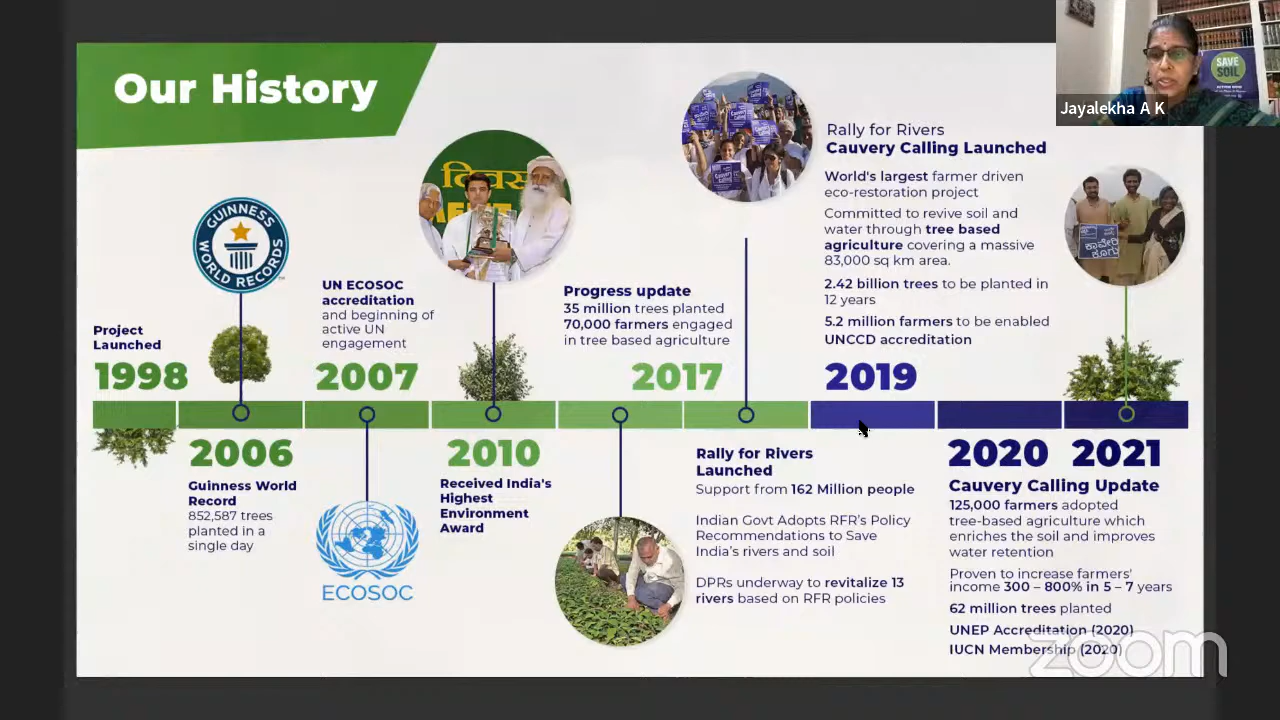 Our History
Jayalekha A K
SAVE
SOIL
GUINNESS
WORLD RECORDS
दिवस
Cauvery
Calling
Project
Launched
1998
2006
Guinness World
Record
852,587 trees
planted in a
single day
UN ECOSOC
accreditation
and beginning of
active UN
engagement
2007
ECOSOC
2010
Received India's
Highest
Environment
Award
Progress update
35 million trees planted
70,000 farmers engaged
in tree based agriculture
2017
Rally for Rivers
Launched
Support from 162 Million people
Indian Govt Adopts RFR's Policy
Recommendations to Save
India's rivers and soil
DPRs underway to revitalize 13
rivers based on RFR policies
Rally for Rivers
Cauvery Calling Launched
World's largest farmer driven
eco-restoration project
Committed to revive soil and
water through tree based
agriculture covering a massive
83,000 sq km area.
2.42 billion trees to be planted in
12 years
5.2 million farmers to be enabled
UNCCD accreditation
2019
ಕಾವೇರಿ
ಕೂಗು
2020 2021
Cauvery Calling Update
125,000 farmers adopted
tree-based agriculture which
enriches the soil and improves
water retention
Proven to increase farmers'
income 300 – 800% in 5 – 7 years
62 million trees planted
UNEP Accreditation (2020)
IUCN Membership (2020)
zoom